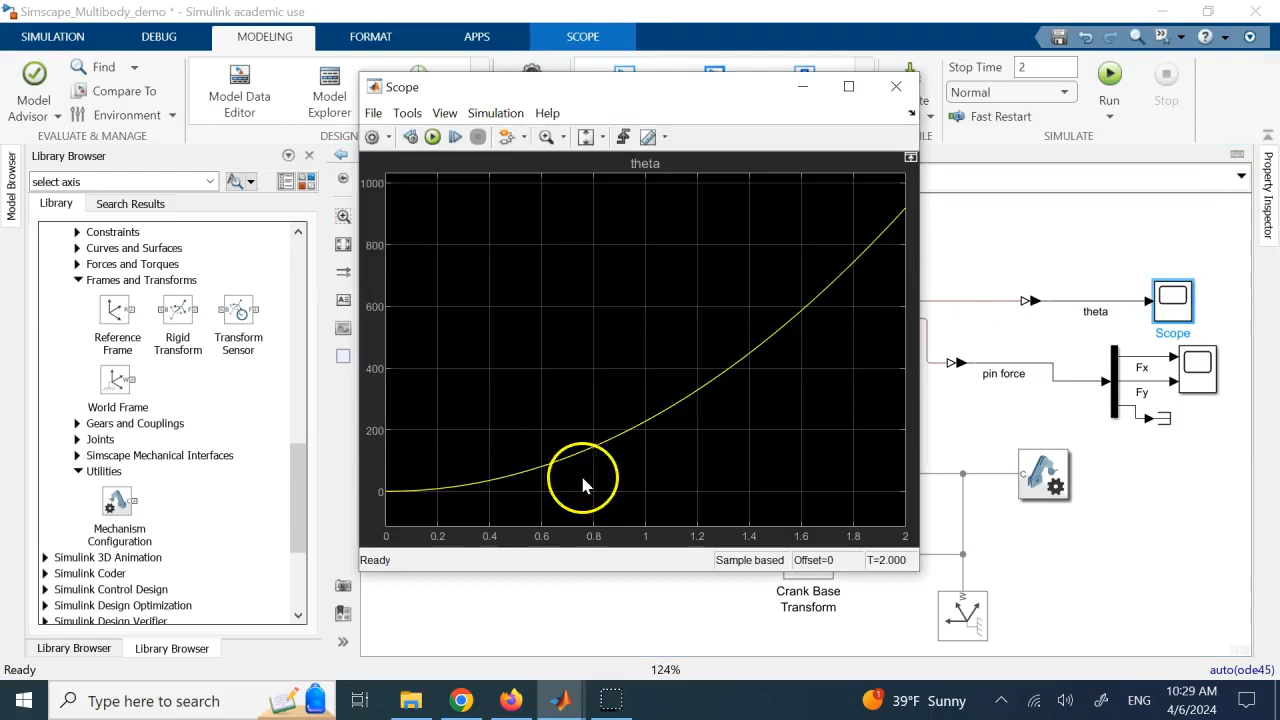 Simscape_Multibody_demo * - Simulink academic use
SIMULATION DEBUG MODELING FORMAT APPS SCOPE
Find
Compare To
Environment
Model
Advisor
EVALUATE & MANAGE
Model Data
Editor
Model
Explorer
DESIGN
Stop Time 2
Normal
Fast Restart
Run
Stop
SIMULATE
Library Browser
select axis
Library Search Results
Constraints
Curves and Surfaces
Forces and Torques
Frames and Transforms
Reference
Frame
Rigid
Transform
Transform
Sensor
World Frame
Gears and Couplings
Joints
Simscape Mechanical Interfaces
Utilities
Mechanism
Configuration
Simulink 3D Animation
Simulink Coder
Simulink Control Design
Simulink Design Optimization
Simulink Design Verifier
Library Browser Library Browser
Model Browser
Property Inspector
Scope
File Tools View Simulation Help
theta
1000
800
600
400
200
0
0 0.2 0.4 0.6 0.8 1 1.2 1.4 1.6 1.8 2
Ready Sample based Offset=0 T=2.000
theta
Scope
pin force
Fx
Fy
C
W
Crank Base
Transform
Ready 124% auto(ode45)
Type here to search
1
39°F Sunny
ENG
10:29 AM
4/6/2024